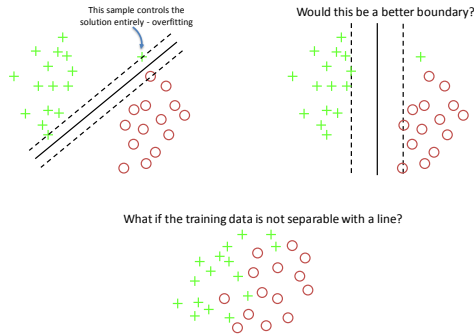 This sample controls the
solution entirely - overfitting
Would this be a better boundary?
What if the training data is not separable with a line?